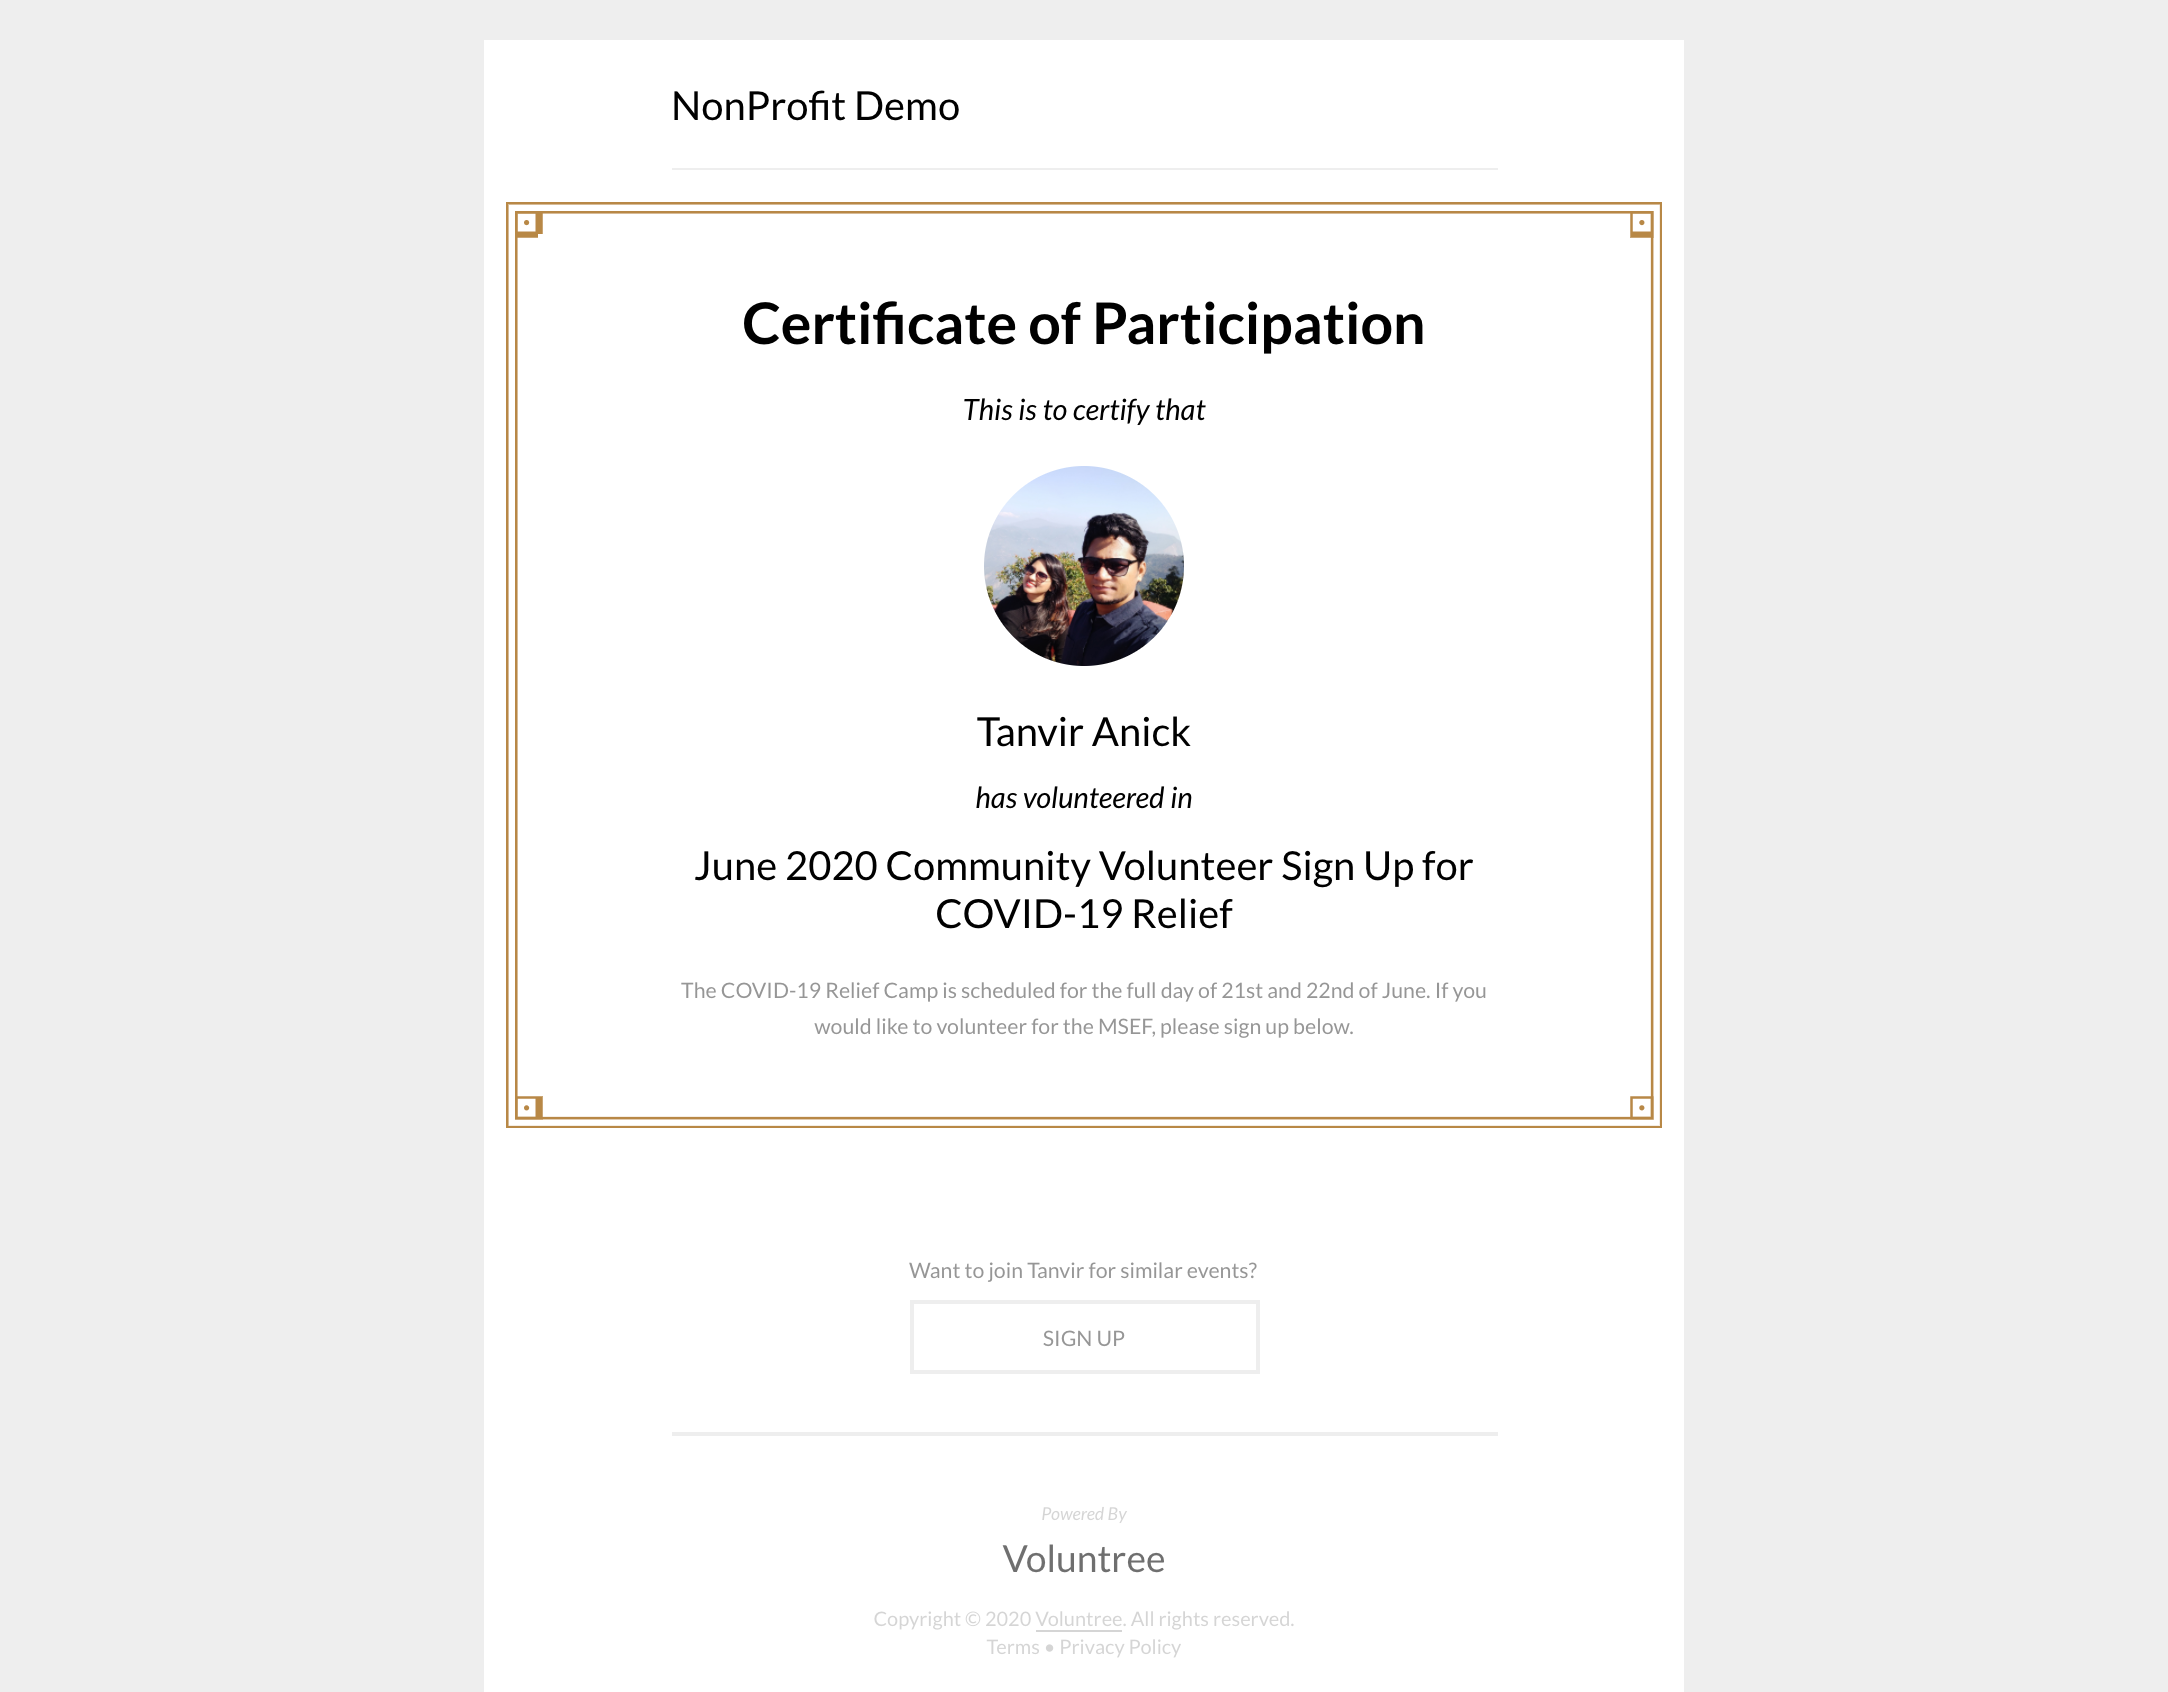 NonProfit Demo
Certificate of Participation
This is to certify that
Tanvir Anick
has volunteered in
June 2020 Community Volunteer Sign Up for
COVID-19 Relief
The COVID-19 Relief Camp is scheduled for the full day of 21st and 22nd of June. If you
would like to volunteer for the MSEF, please sign up below.
Want to join Tanvir for similar events?
SIGN UP
Powered By
Voluntree
Copyright © 2020 Voluntree. All rights reserved.
Terms • Privacy Policy